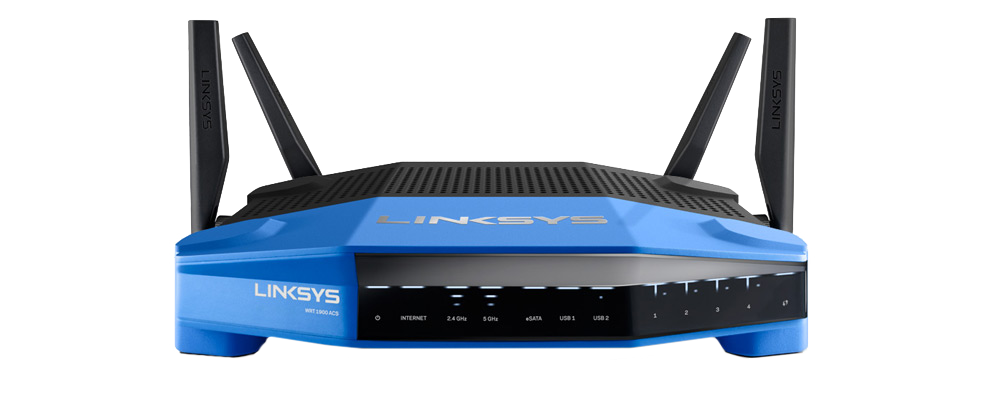 LINKSYS
LINKSYS
LINKSYS
LINKSYS
WRT 1900 ACS
INTERNET 2.4 GHz 5 GHz eSATA USB 1 USB 2 1 2 3 4